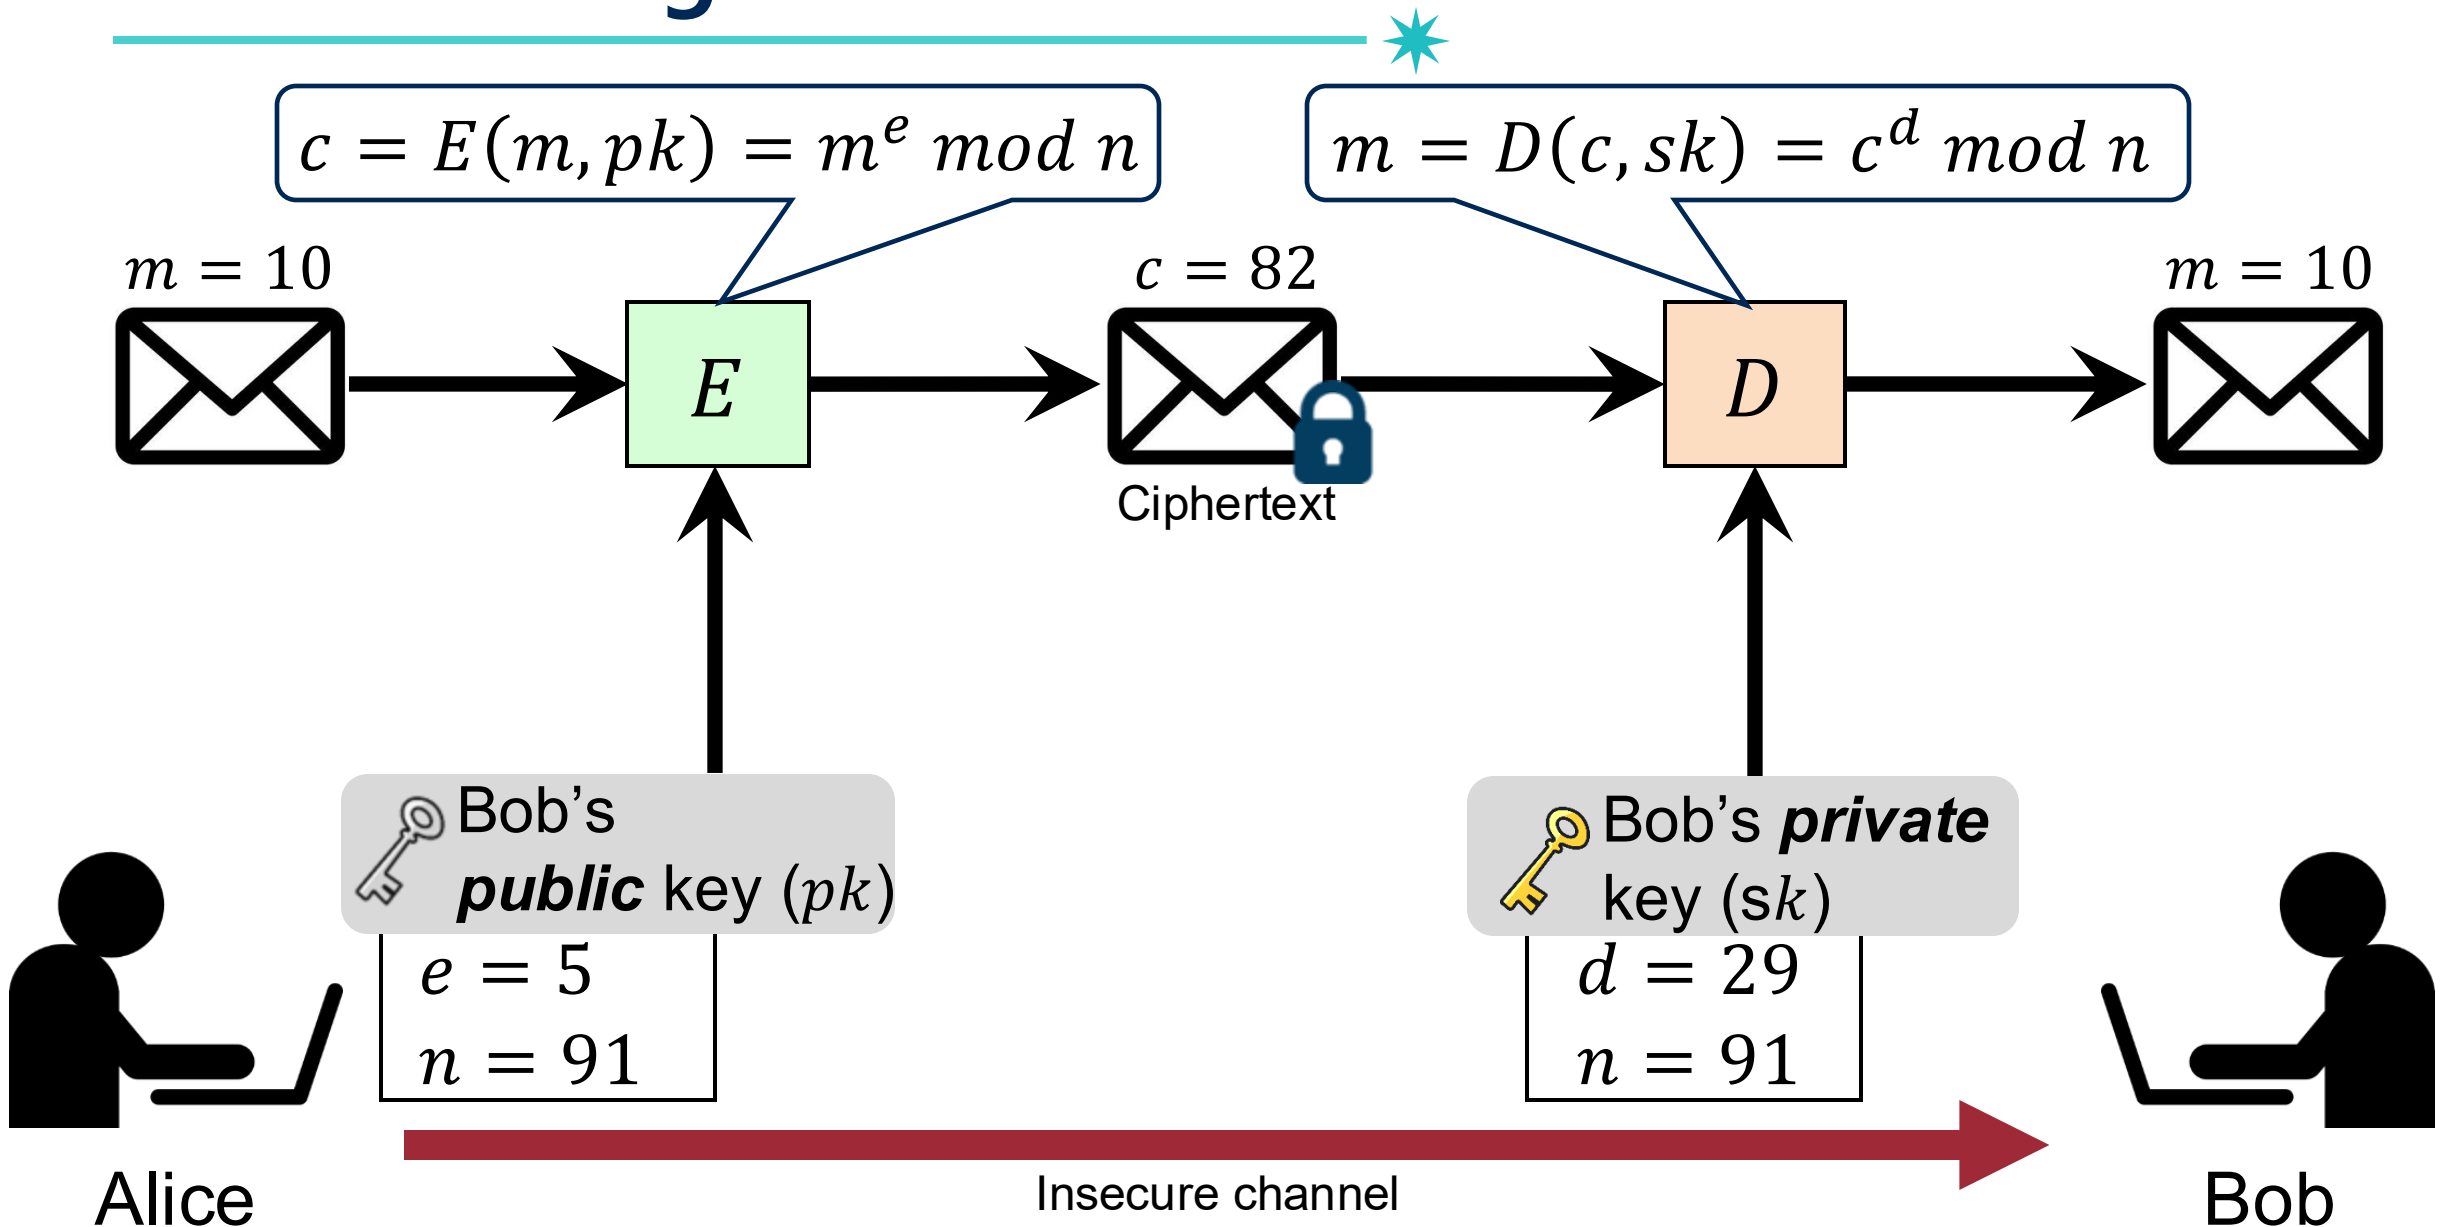 c = E(m, pk) = m^e mod n
m = D(c, sk) = c^d mod n
m = 10
c = 82
m = 10
E
D
Ciphertext
Bob’s
public key (pk)
Bob’s private
key (sk)
e = 5
n = 91
d = 29
n = 91
Alice
Insecure channel
Bob